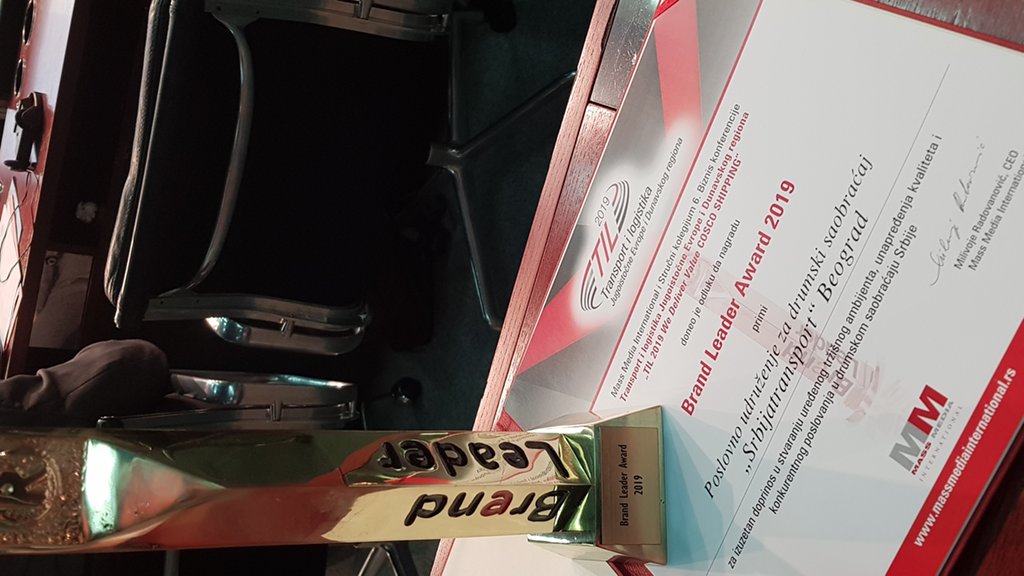 2019
TIL
Transport i logistika
Jugoistočne Evrope i Dunavskog regiona
Mass Media International i Stručni kolegijum 6. Biznis konferencije
Transport i logistika Jugoistočne Evrope i Dunavskog regiona
„TIL 2019 We Deliver Value COSCO SHIPPING“
doneo je odluku da nagradu
Brand Leader Award 2019
primi
Poslovno udruženje za drumski saobraćaj
„Srbijatransport“ Beograd
za izuzetan doprinos u stvaranju uređenog biznis ambijenta, unapređenja kvaliteta i
konkurentnog poslovanja u drumskom saobraćaju Srbije
Milivoje Radovanović, CEO
Mass Media International
MM
MASS MEDIA
INTERNATIONAL
www.massmediainternational.rs
Brend
Leader
Brand Leader Award
2019